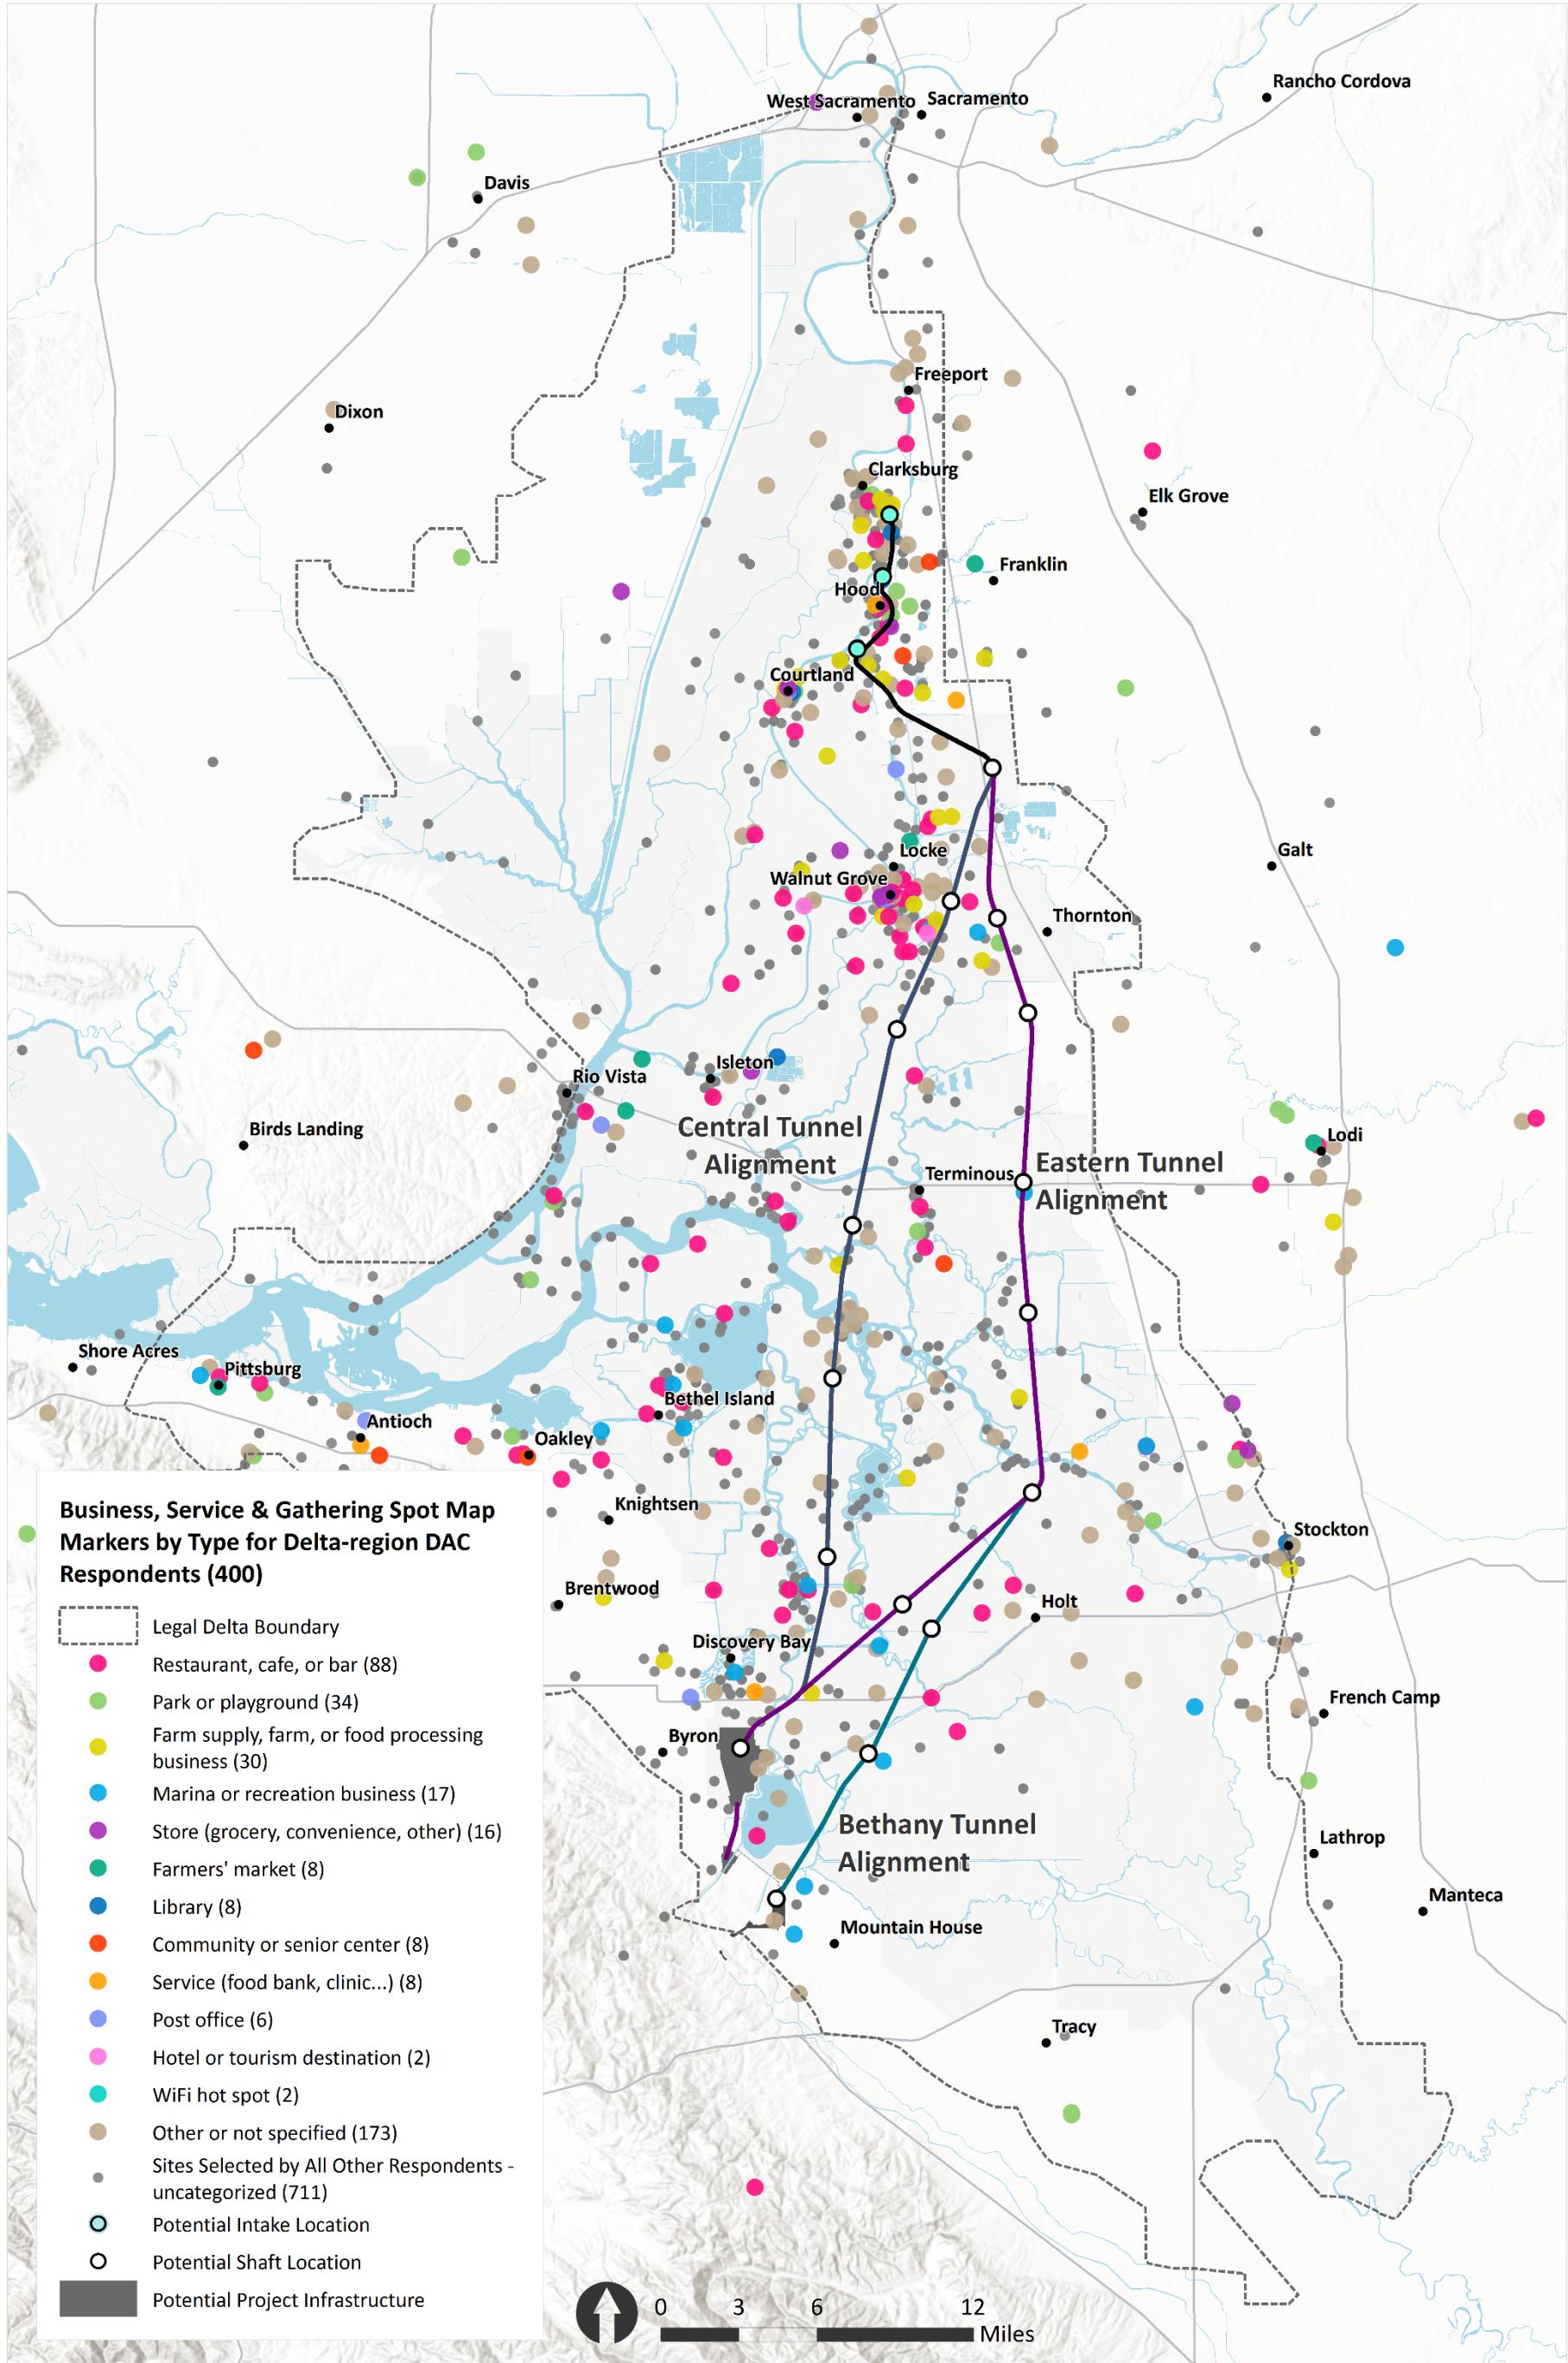 Rancho Cordova
West Sacramento
Sacramento
Davis
Freeport
Dixon
Clarksburg
Elk Grove
Franklin
Hood
Courtland
Locke
Galt
Walnut Grove
Thornton
Isleton
Rio Vista
Birds Landing
Central Tunnel
Alignment
Lodi
Terminous
Eastern Tunnel
Alignment
Shore Acres
Pittsburg
Bethel Island
Antioch
Oakley
Knightsen
Stockton
Brentwood
Holt
Discovery Bay
French Camp
Byron
Bethany Tunnel
Alignment
Lathrop
Manteca
Mountain House
Tracy
Business, Service & Gathering Spot Map
Markers by Type for Delta-region DAC
Respondents (400)
Legal Delta Boundary
Restaurant, cafe, or bar (88)
Park or playground (34)
Farm supply, farm, or food processing
business (30)
Marina or recreation business (17)
Store (grocery, convenience, other) (16)
Farmers' market (8)
Library (8)
Community or senior center (8)
Service (food bank, clinic...) (8)
Post office (6)
Hotel or tourism destination (2)
WiFi hot spot (2)
Other or not specified (173)
Sites Selected by All Other Respondents -
uncategorized (711)
Potential Intake Location
Potential Shaft Location
Potential Project Infrastructure
0 3 6 12
Miles